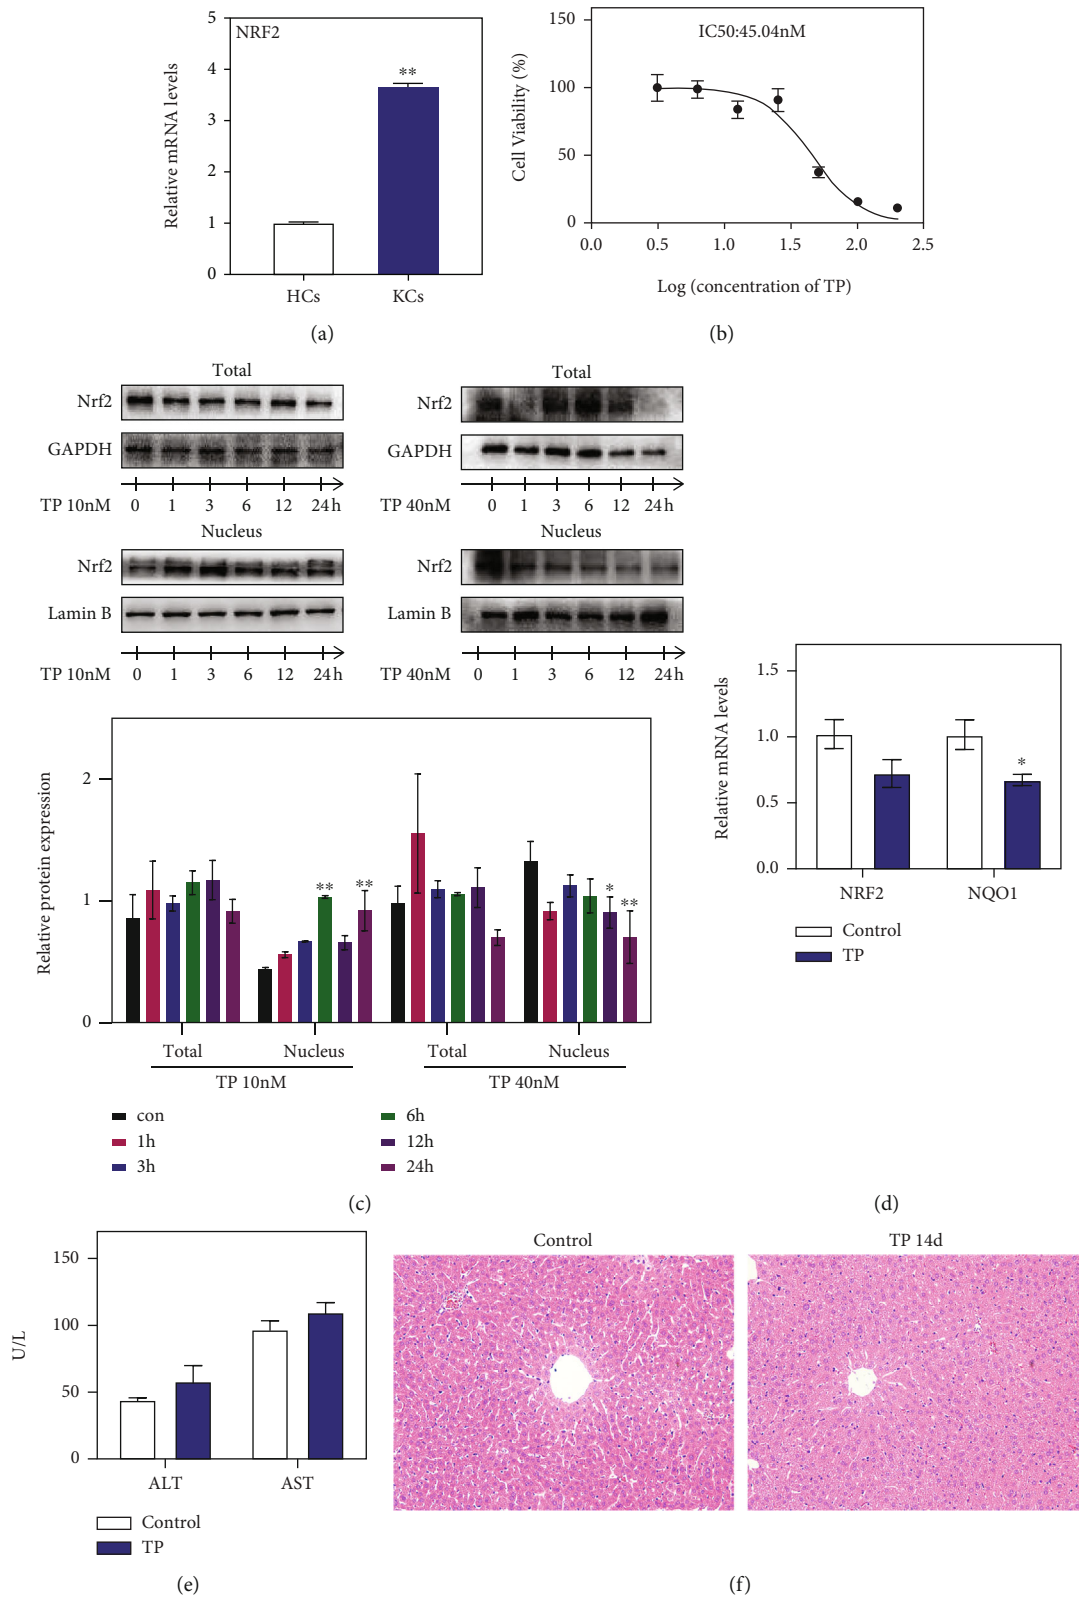 NRF2
Relative mRNA levels
5
4
3
2
1
0
**
HCs
KCs
(a)
IC50:45.04nM
Cell Viability (%)
150
100
50
0
0.0
0.5
1.0
1.5
2.0
2.5
Log (concentration of TP)
(b)
Total
Nrf2
GAPDH
TP 10nM 0 1 3 6 12 24h
Nucleus
Nrf2
Lamin B
TP 10nM 0 1 3 6 12 24h
Total
Nrf2
GAPDH
TP 40nM 0 1 3 6 12 24h
Nucleus
Nrf2
Lamin B
TP 40nM 0 1 3 6 12 24h
Relative protein expression
2
1
0
**
**
*
**
Total
Nucleus
Total
Nucleus
TP 10nM
TP 40nM
con
1h
3h
6h
12h
24h
(c)
Relative mRNA levels
1.5
1.0
0.5
0.0
*
NRF2
NQO1
Control
TP
(d)
U/L
150
100
50
0
ALT
AST
Control
TP
(e)
Control
TP 14d
(f)